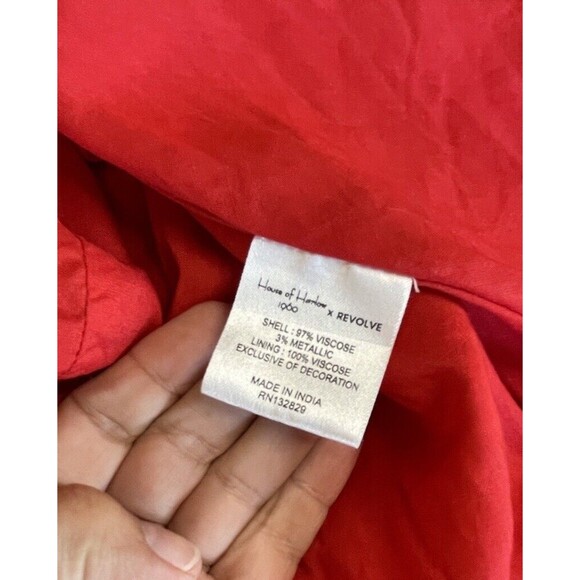 House of Harlow
1960 x REVOLVE
SHELL : 97% VISCOSE
3% METALLIC
LINING : 100% VISCOSE
EXCLUSIVE OF DECORATION
MADE IN INDIA
RN132829